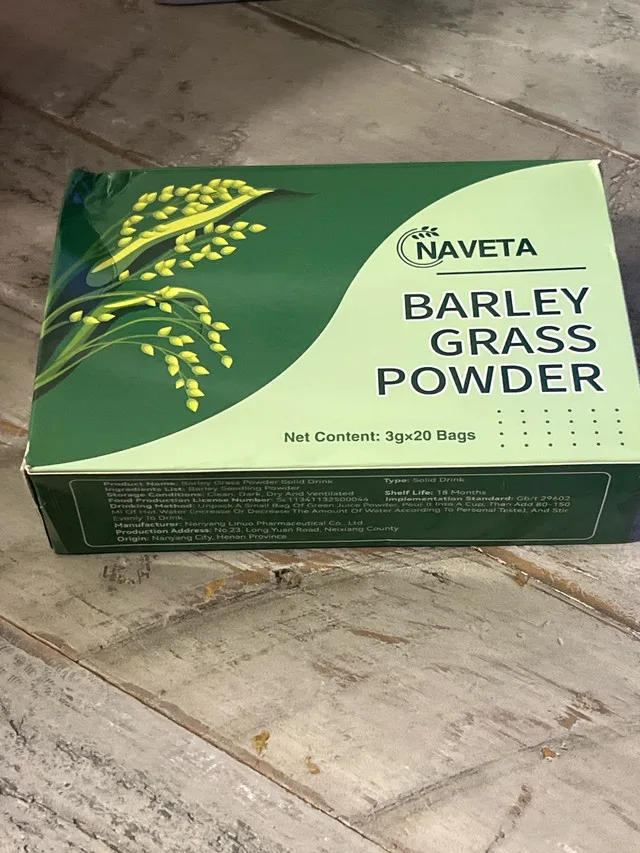 NAVETA
BARLEY
GRASS
POWDER
Net Content: 3gx20 Bags
Product Name: Barley Grass Powder Solid Drink
Type: Solid Drink
Ingredients List: Barley Seedling Powder
Storage Conditions: Clean, Dark, Dry And Ventilated
Shelf Life: 18 Months
Food Production License Number: Sc11341132500044
Implementation Standard: Gb/t 29602
Drinking Method: Unpack A Small Bag Of Green Juice Powder, Pour It Into A Cup, Than Add 80-150
Ml Of Hot Water (increase Or Decrease The Amount Of Water According To Personal Taste), And Stir
Evenly To Drink.
Manufacturer: Nanyang Linuo Pharmaceutical Co., Ltd
Production Address: No 23, Long Yuan Road, Neixiang County
Origin: Nanyang City, Henan Province